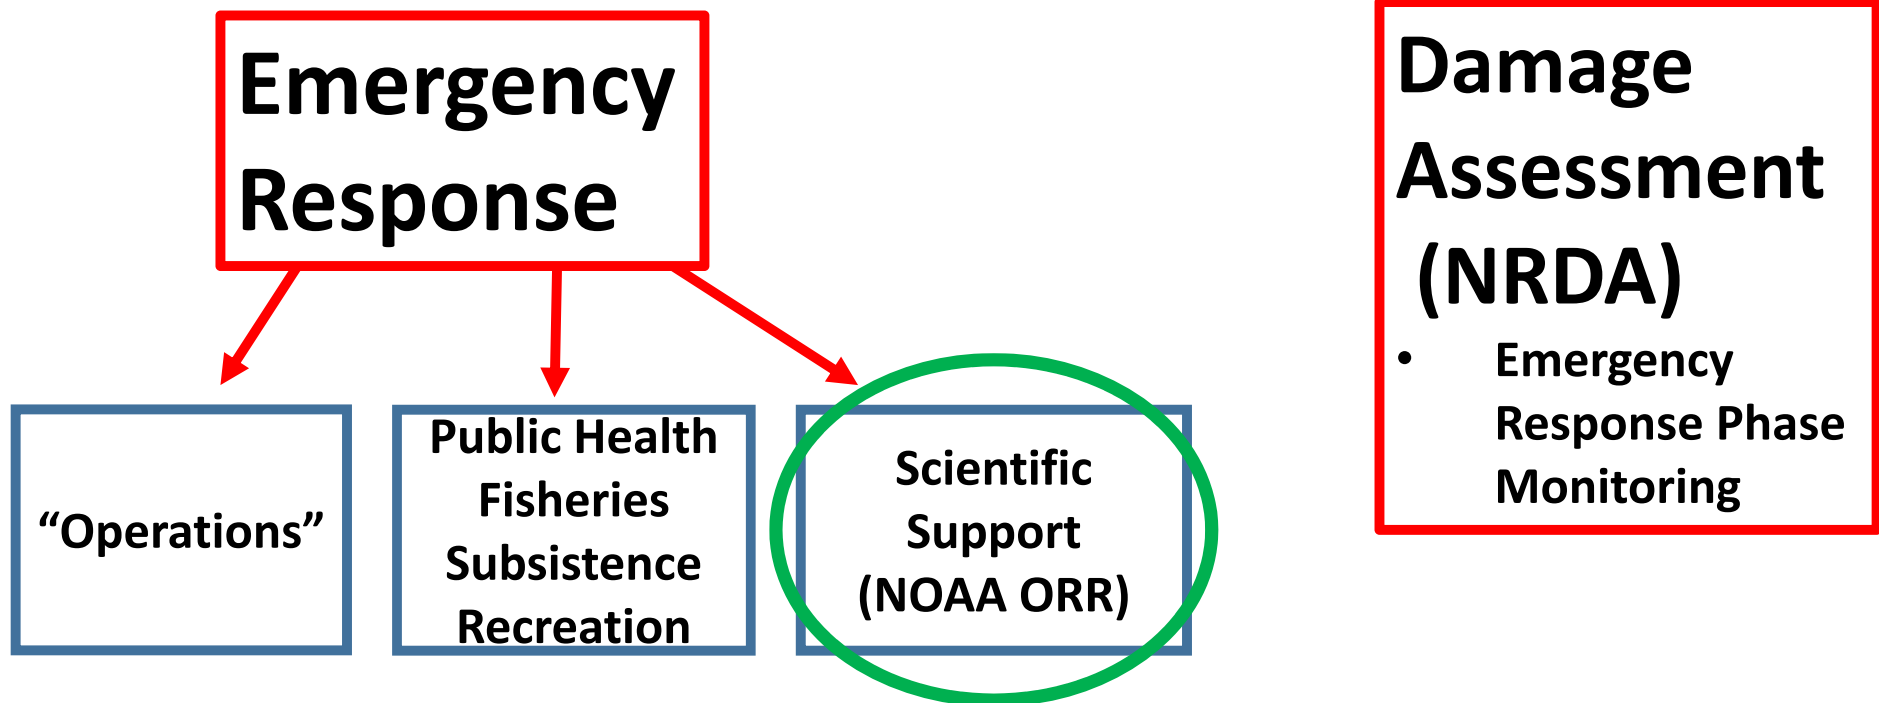 Emergency
Response
Damage
Assessment
(NRDA)
• Emergency
Response Phase
Monitoring
“Operations”
Public Health
Fisheries
Subsistence
Recreation
Scientific
Support
(NOAA ORR)